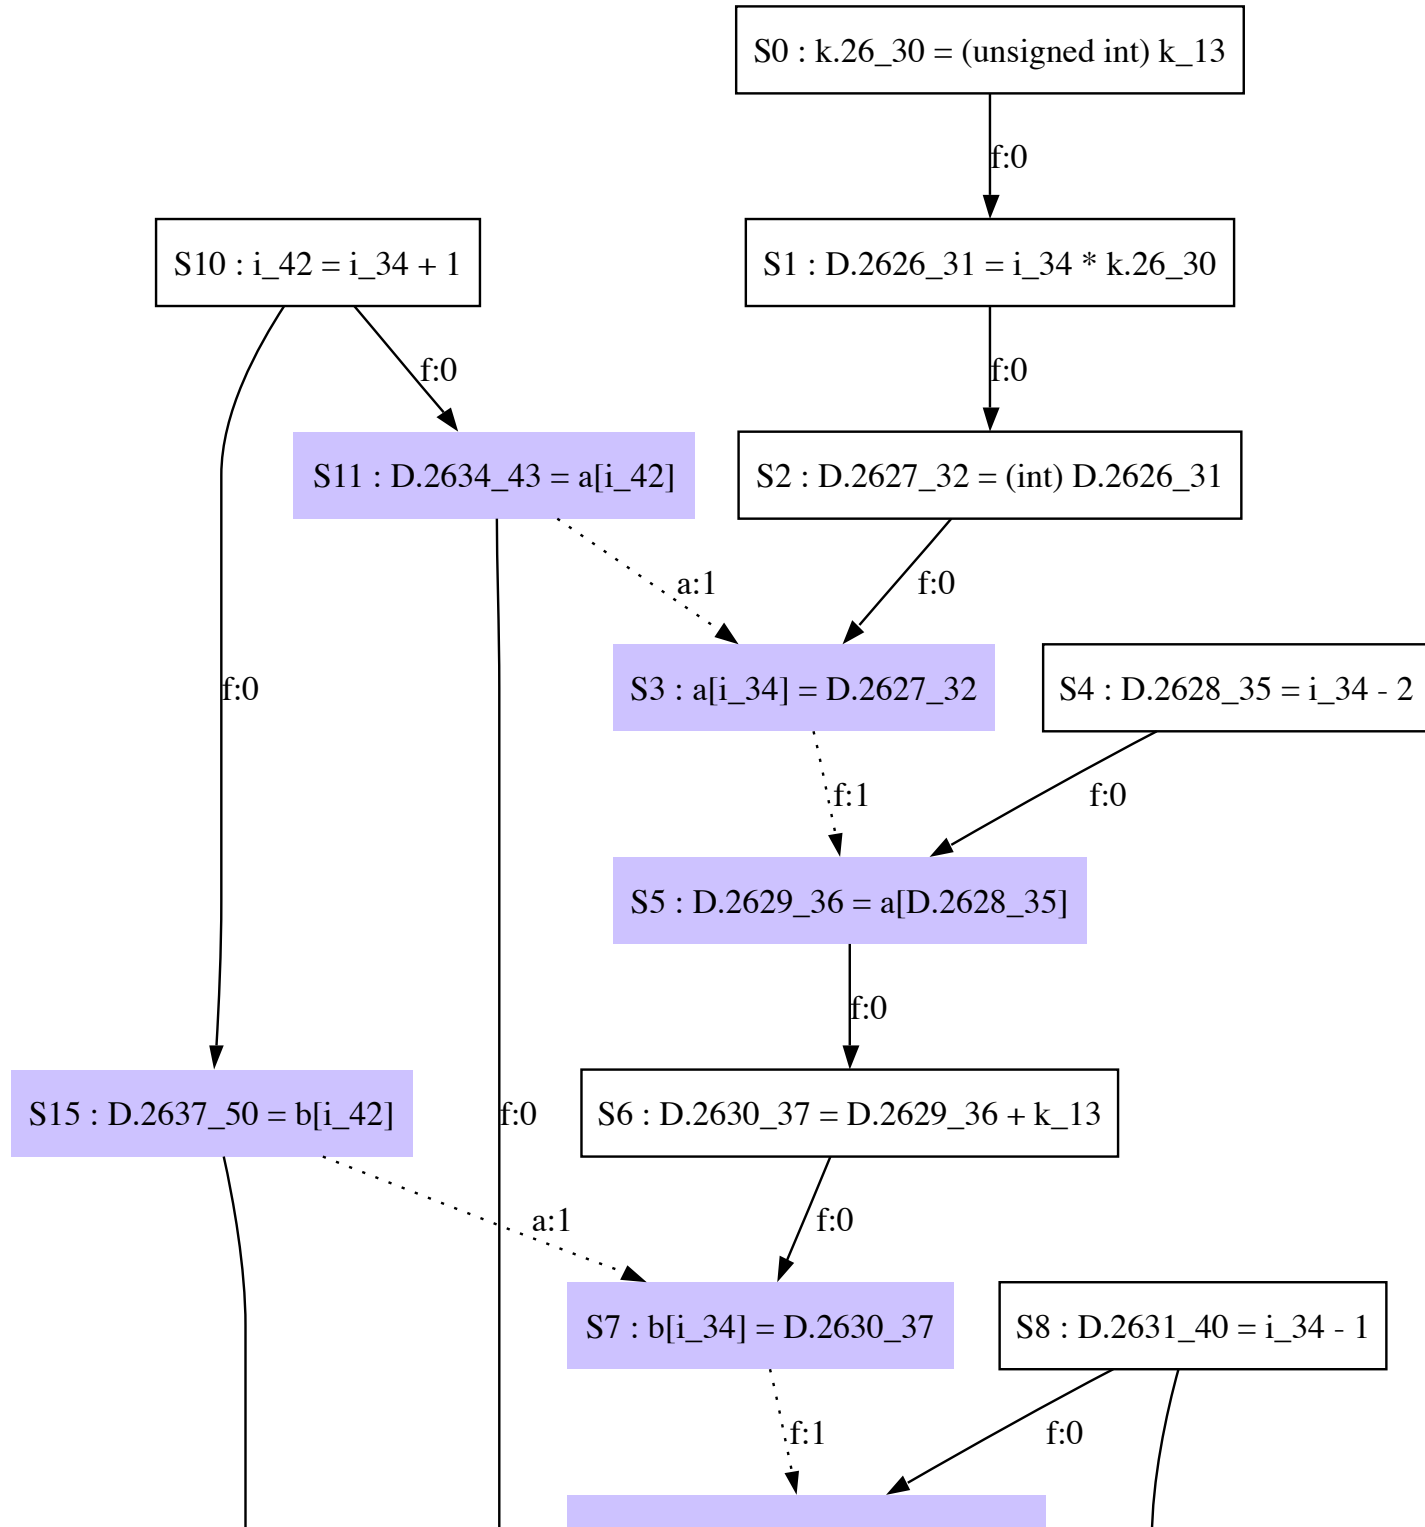 S0 : k.26_30 = (unsigned int) k_13
f:0
S10 : i_42 = i_34 + 1
S1 : D.2626_31 = i_34 * k.26_30
f:0
f:0
S11 : D.2634_43 = a[i_42]
S2 : D.2627_32 = (int) D.2626_31
a:1
f:0
f:0
S3 : a[i_34] = D.2627_32
S4 : D.2628_35 = i_34 - 2
f:1
f:0
S5 : D.2629_36 = a[D.2628_35]
f:0
S15 : D.2637_50 = b[i_42]
f:0
S6 : D.2630_37 = D.2629_36 + k_13
a:1
f:0
S7 : b[i_34] = D.2630_37
S8 : D.2631_40 = i_34 - 1
f:1
f:0